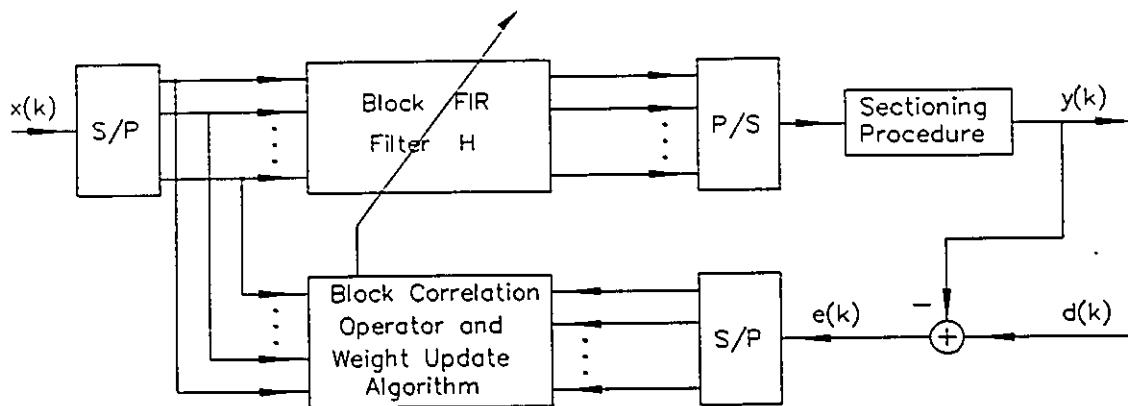 x(k)
S/P
Block FIR
Filter H
P/S
Sectioning
Procedure
y(k)
Block Correlation
Operator and
Weight Update
Algorithm
S/P
e(k)
−
+
d(k)